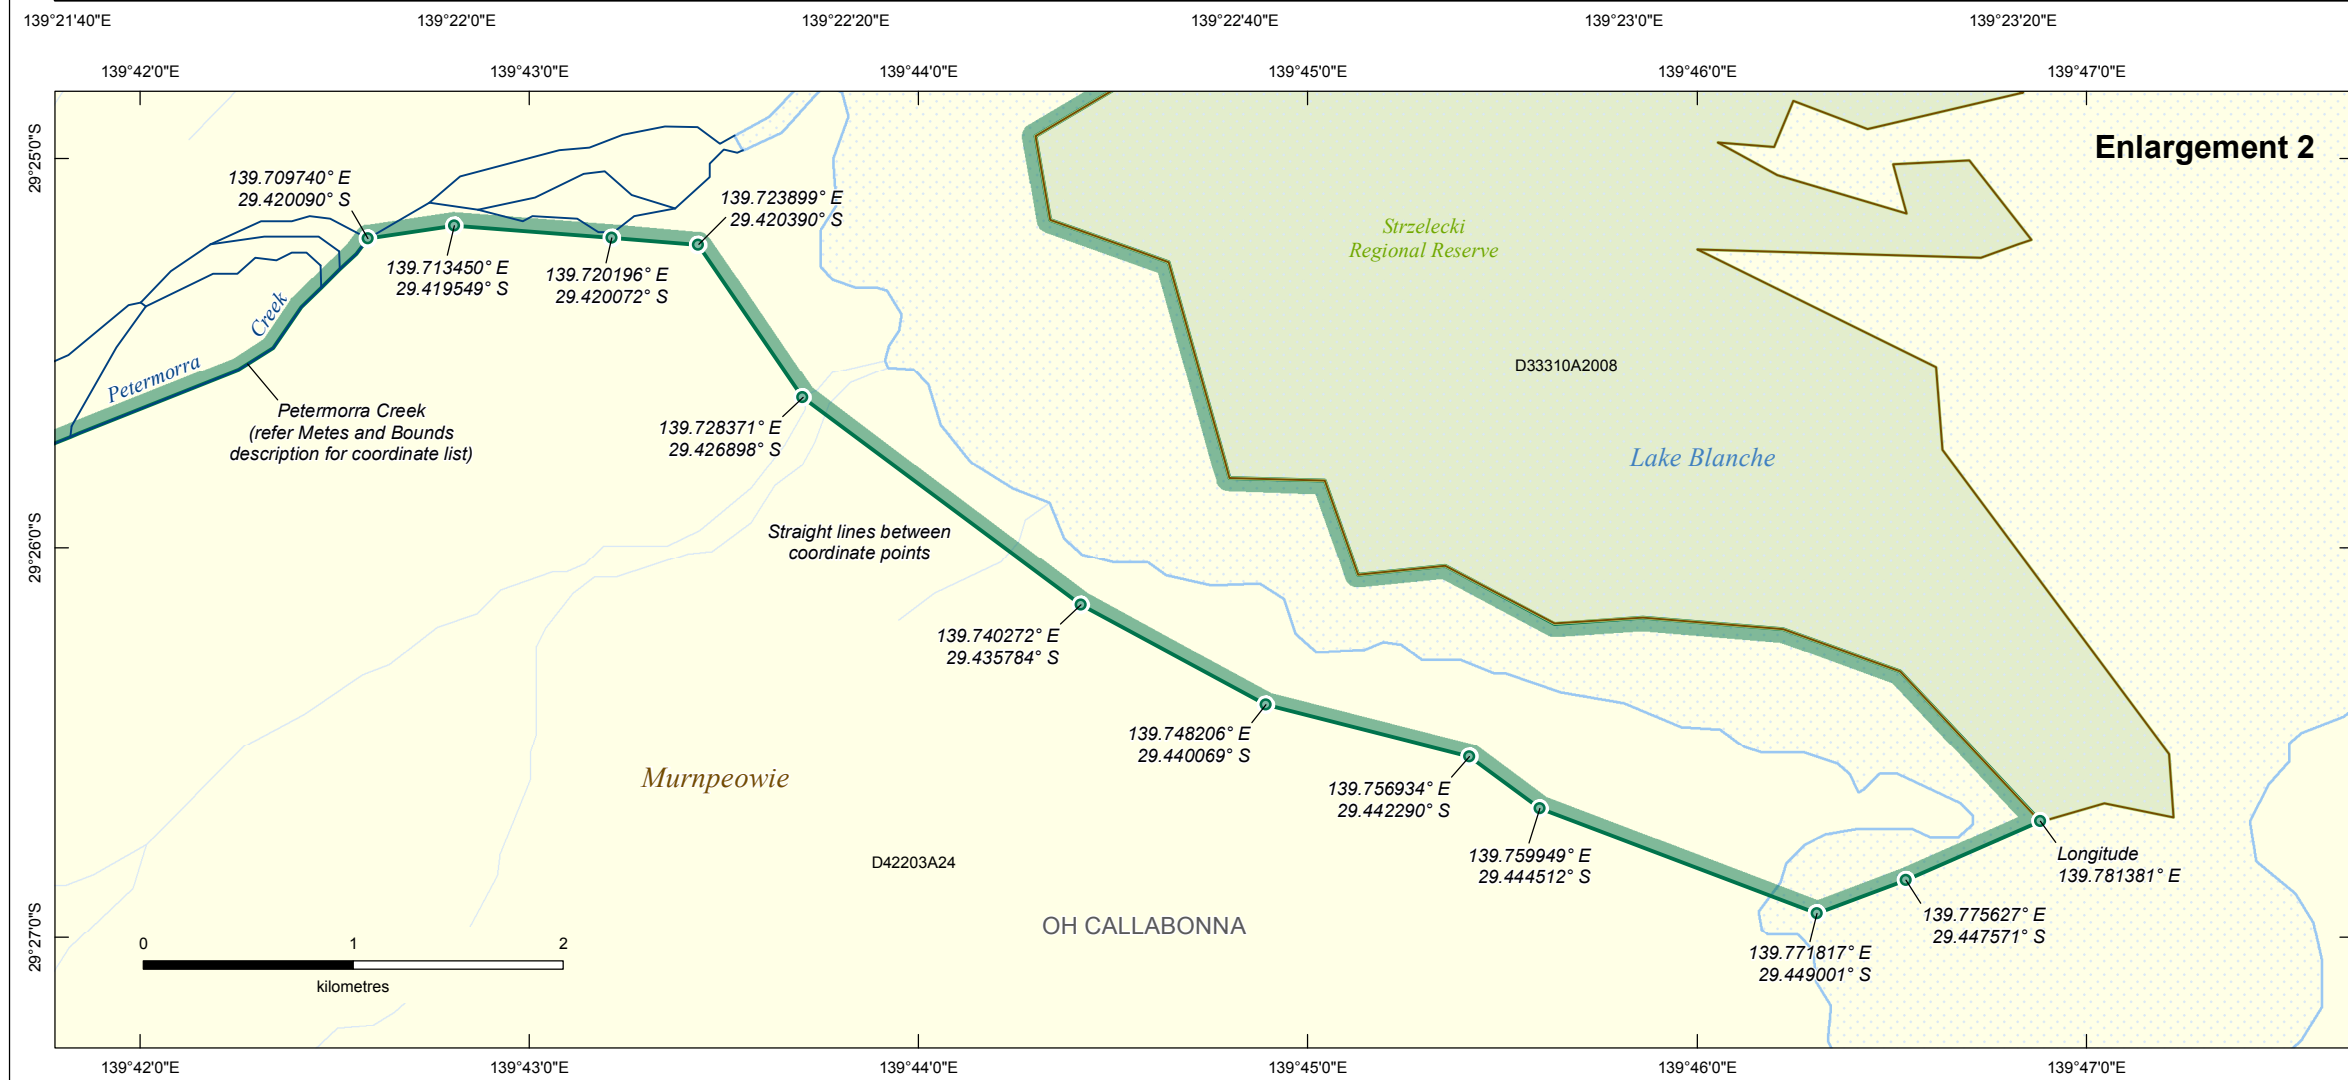 139°21'40"E
139°22'0"E
139°22'20"E
139°22'40"E
139°23'0"E
139°23'20"E
139°42'0"E
139°43'0"E
139°44'0"E
139°45'0"E
139°46'0"E
139°47'0"E
29°25'0"S
29°26'0"S
29°27'0"S
Enlargement 2
139.709740° E
29.420090° S
139.713450° E
29.419549° S
139.720196° E
29.420072° S
139.723899° E
29.420390° S
Strzelecki
Regional Reserve
Petermorra
Creek
D33310A2008
Petermorra Creek
(refer Metes and Bounds
description for coordinate list)
139.728371° E
29.426898° S
Lake Blanche
Straight lines between
coordinate points
139.740272° E
29.435784° S
139.748206° E
29.440069° S
Murnpeowie
139.756934° E
29.442290° S
139.759949° E
29.444512° S
D42203A24
Longitude
139.781381° E
OH CALLABONNA
139.775627° E
29.447571° S
139.771817° E
29.449001° S
0
1
2
kilometres
139°42'0"E
139°43'0"E
139°44'0"E
139°45'0"E
139°46'0"E
139°47'0"E